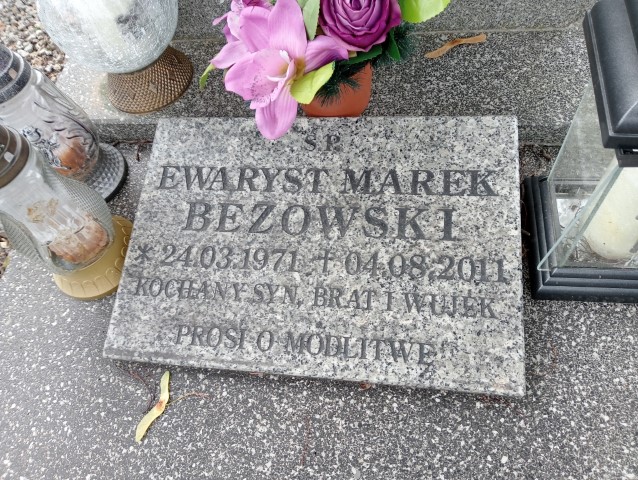 Ś.P.
EWARYST MAREK
BEZOWSKI
* 24.03.1971 † 04.08.2011
KOCHANY SYN, BRAT I WUJEK
PROSI O MODLITWĘ